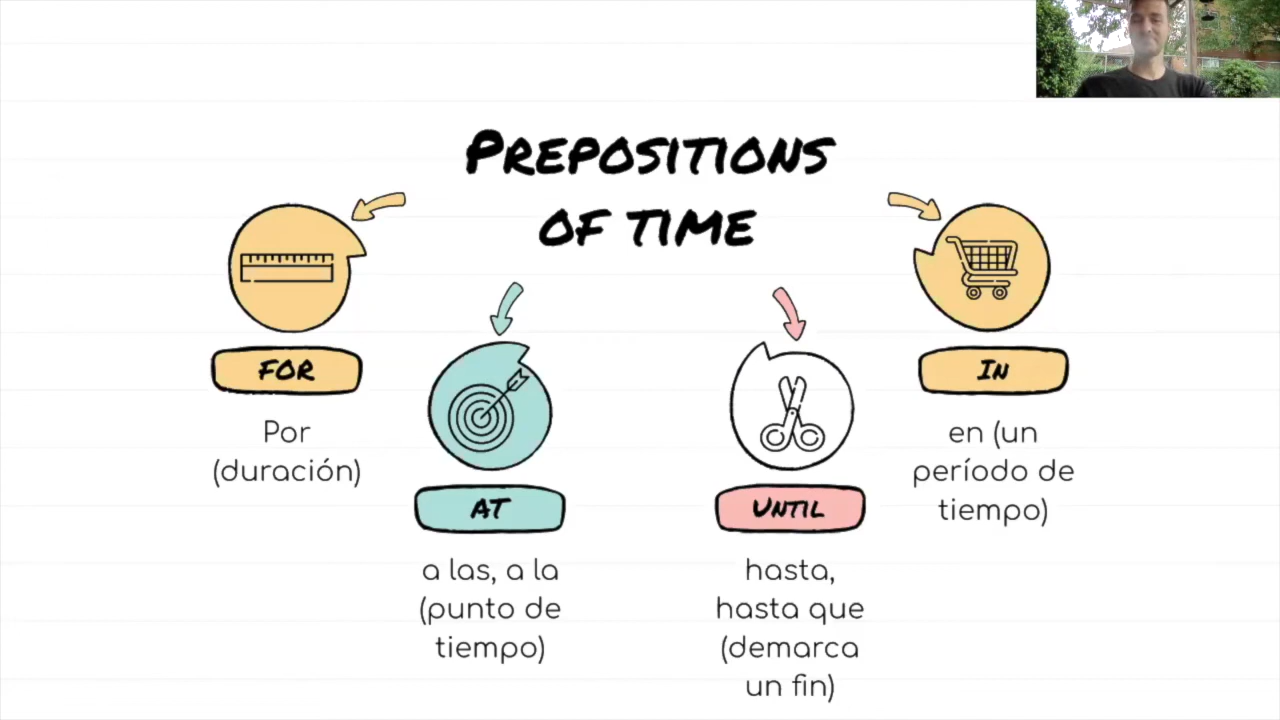 PREPOSITIONS
OF TIME
FOR
Por
(duración)
AT
a las, a la
(punto de
tiempo)
UNTIL
hasta,
hasta que
(demarca
un fin)
IN
en (un
período de
tiempo)